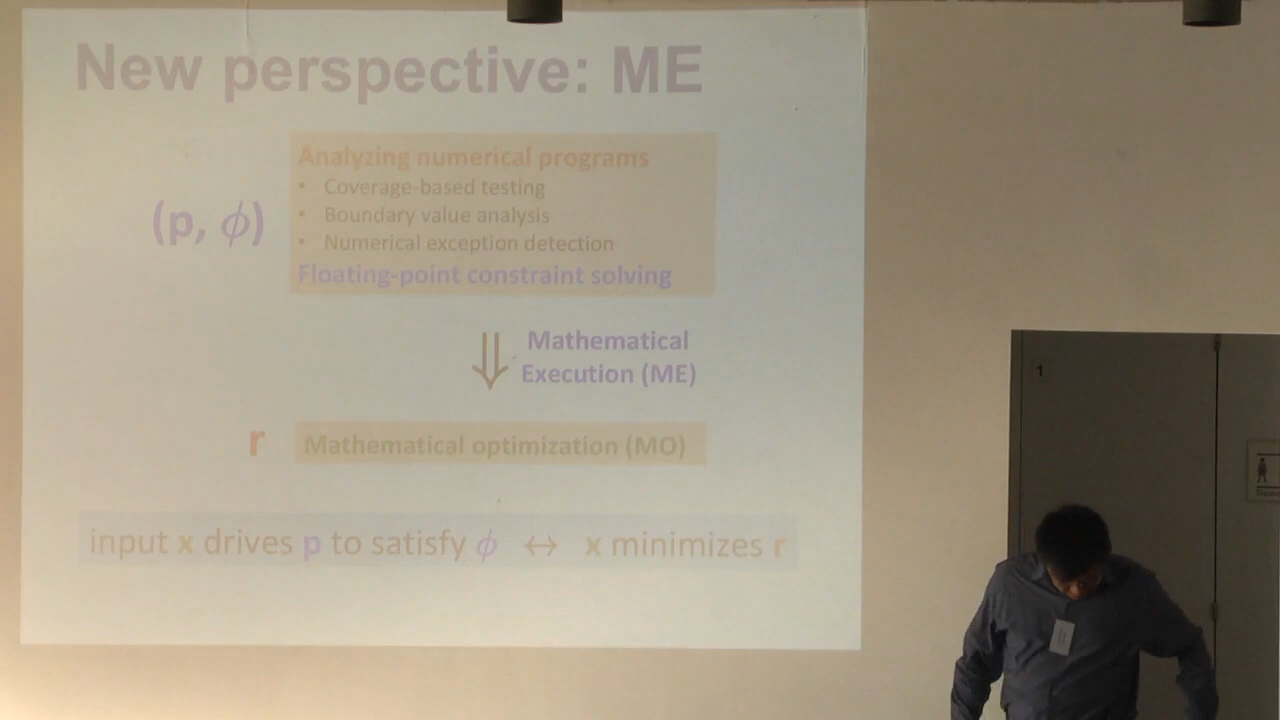 New perspective: ME
Analyzing numerical programs
• Coverage-based testing
• Boundary value analysis
• Numerical exception detection
Floating-point constraint solving
(p, ϕ)
⇓ Mathematical
Execution (ME)
r Mathematical optimization (MO)
input x drives p to satisfy ϕ ↔ x minimizes r
1